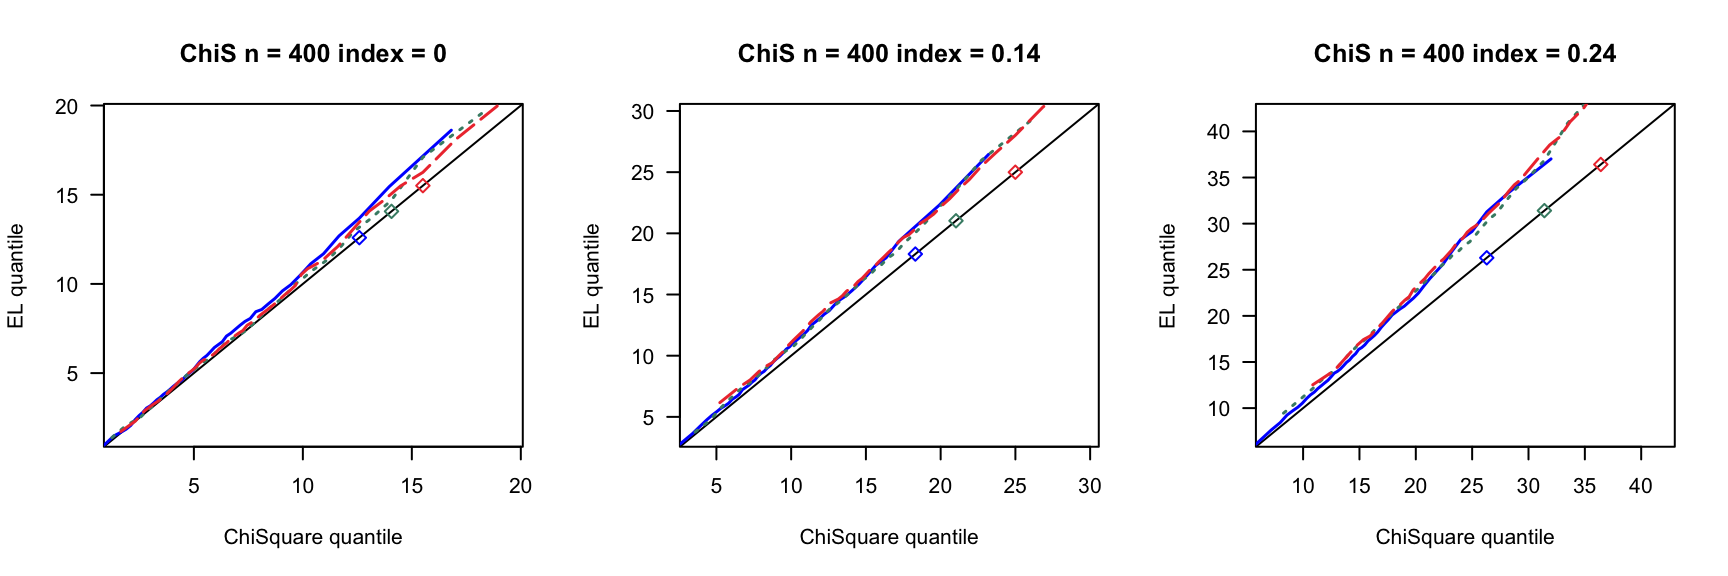 ChiS n = 400 index = 0
20
15
10
5
EL quantile
5 10 15 20
ChiSquare quantile
ChiS n = 400 index = 0.14
30
25
20
15
10
5
EL quantile
5 10 15 20 25 30
ChiSquare quantile
ChiS n = 400 index = 0.24
40
35
30
25
20
15
10
EL quantile
10 15 20 25 30 35 40
ChiSquare quantile